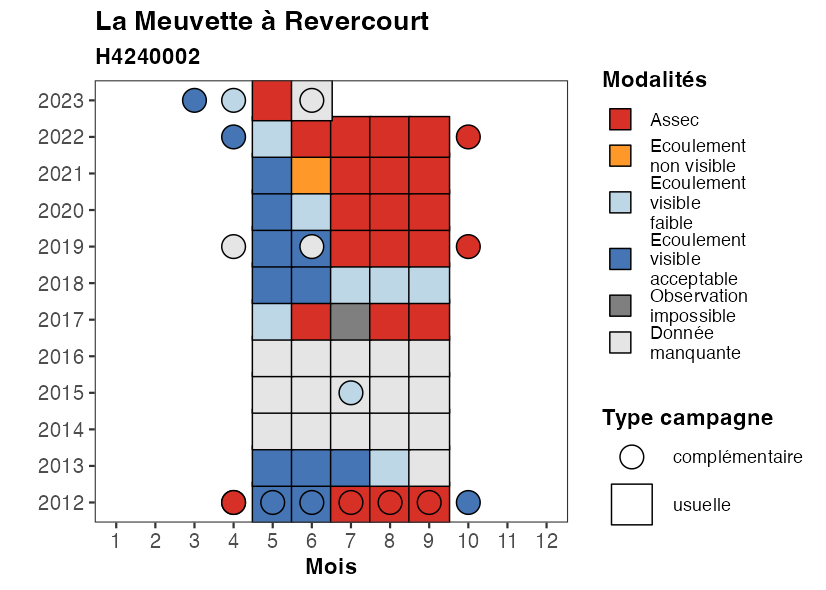 La Meuvette à Revercourt
H4240002
2023
2022
2021
2020
2019
2018
2017
2016
2015
2014
2013
2012
1 2 3 4 5 6 7 8 9 10 11 12
Mois
Modalités
Assec
Ecoulement
non visible
Ecoulement
visible
faible
Ecoulement
visible
acceptable
Observation
impossible
Donnée
manquante
Type campagne
complémentaire
usuelle